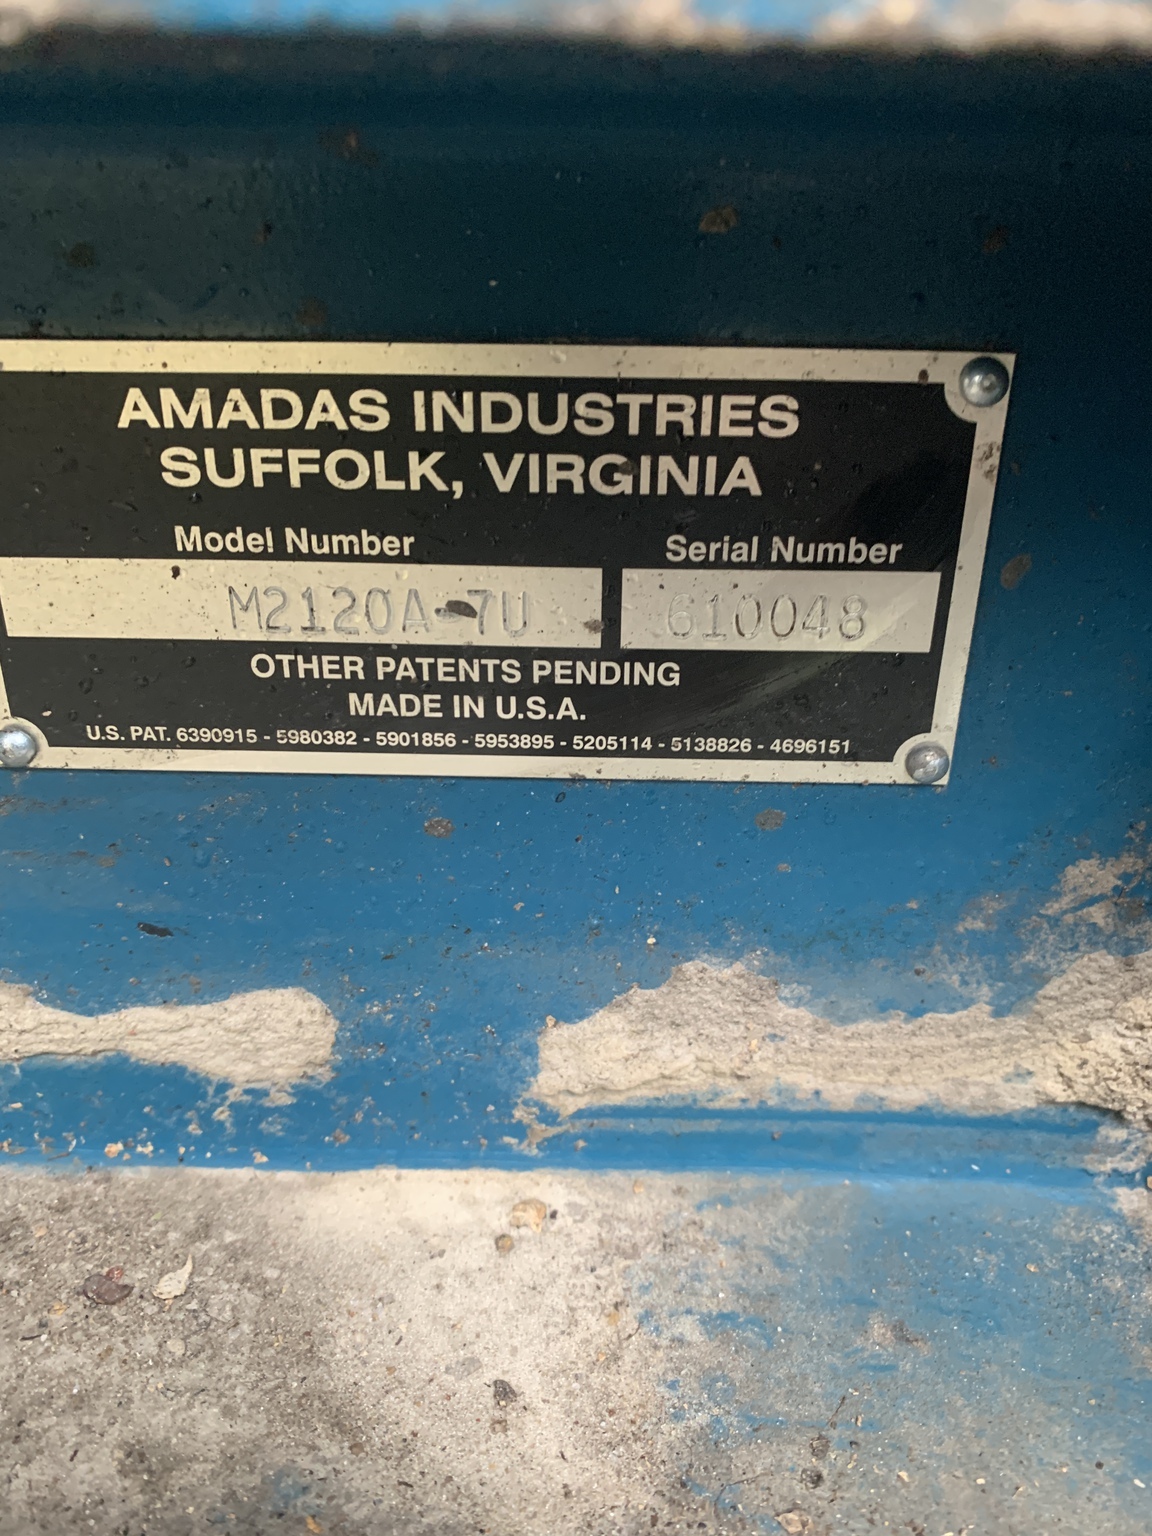 AMADAS INDUSTRIES
SUFFOLK, VIRGINIA
Model Number Serial Number
M2120A-7U 610048
OTHER PATENTS PENDING
MADE IN U.S.A.
U.S. PAT. 6390915 - 5980382 - 5901856 - 5953895 - 5205114 - 5138826 - 4696151